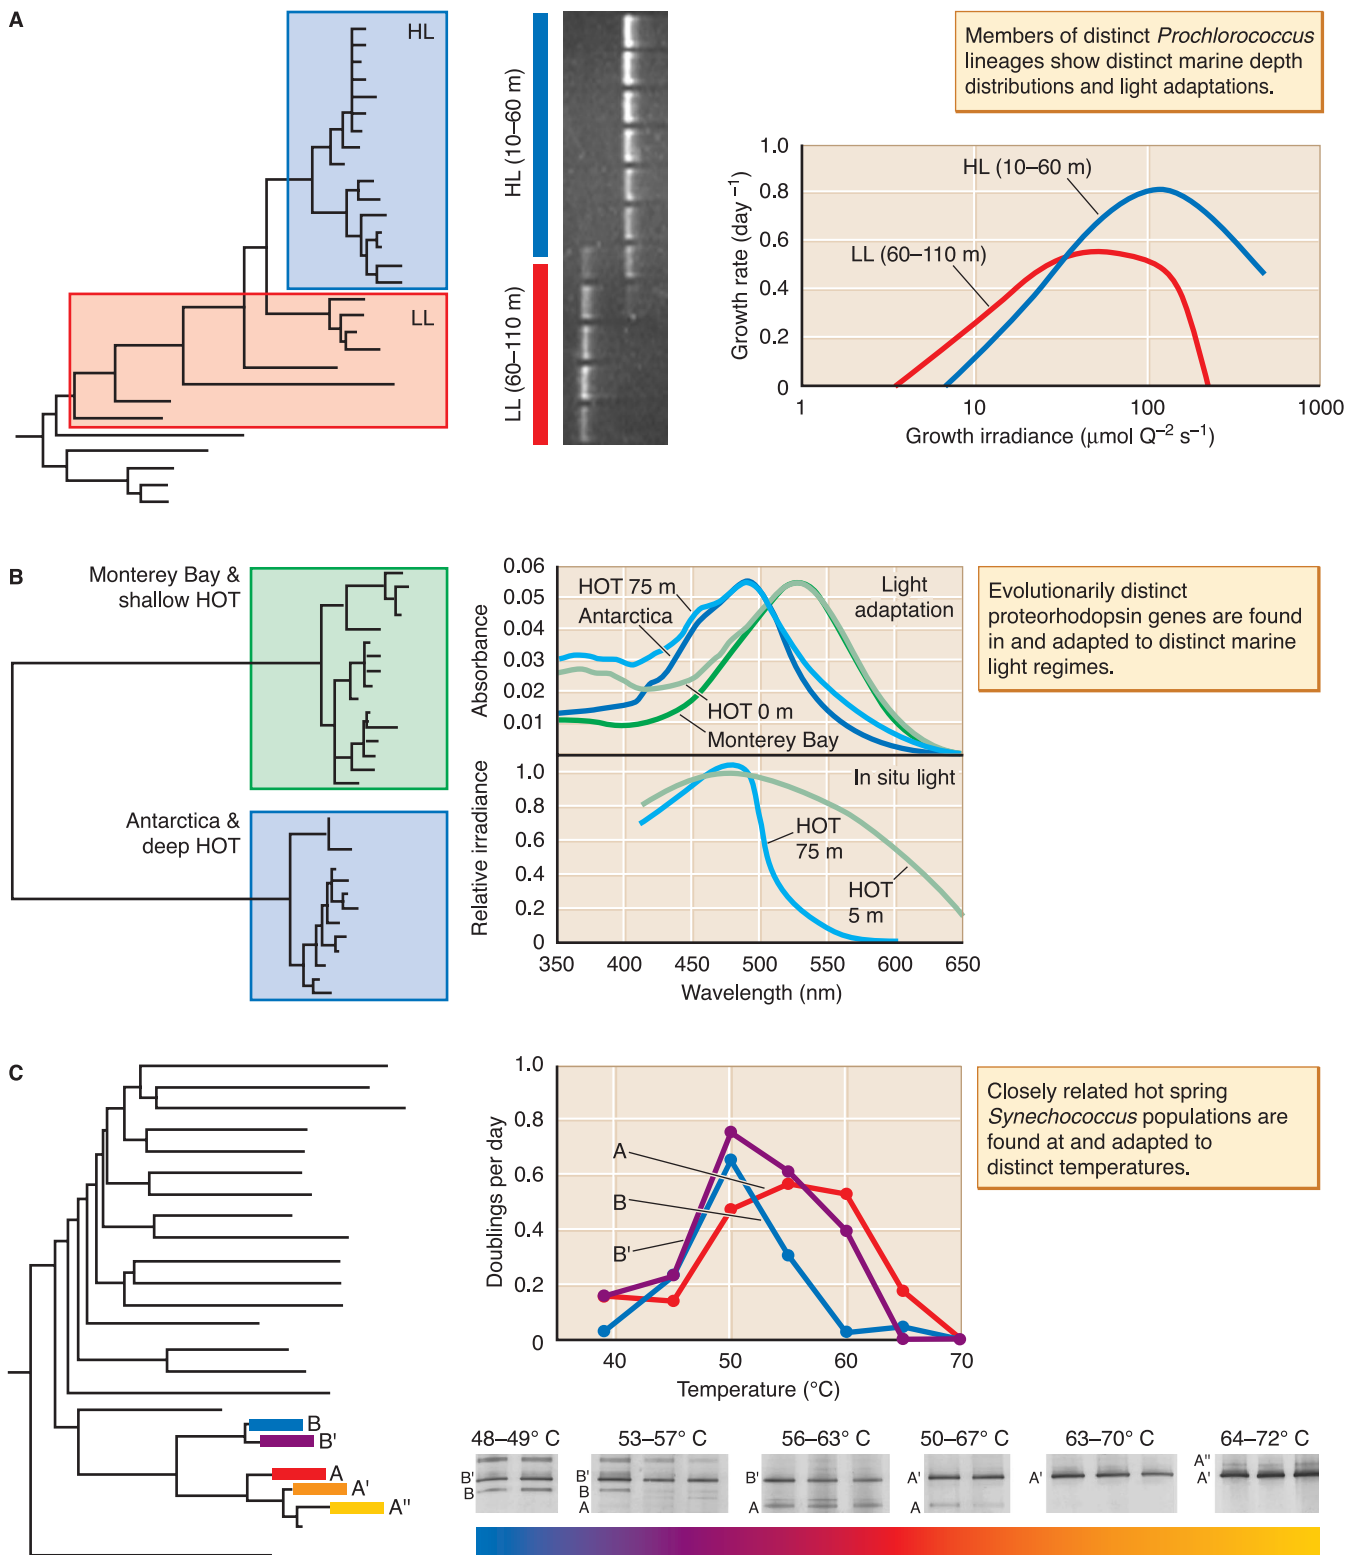 A
HL
LL
HL (10–60 m)
LL (60–110 m)
Members of distinct Prochlorococcus
lineages show distinct marine depth
distributions and light adaptations.
Growth rate (day⁻¹)
1.0
0.8
0.6
0.4
0.2
0
HL (10–60 m)
LL (60–110 m)
1
10
100
1000
Growth irradiance (μmol Q⁻² s⁻¹)
B
Monterey Bay &
shallow HOT
Antarctica &
deep HOT
Absorbance
0.06
0.05
0.04
0.03
0.02
0.01
HOT 75 m
Antarctica
HOT 0 m
Monterey Bay
Light
adaptation
Relative irradiance
1.0
0.8
0.6
0.4
0.2
0
In situ light
HOT
75 m
HOT
5 m
350
400
450
500
550
600
650
Wavelength (nm)
Evolutionarily distinct
proteorhodopsin genes are found
in and adapted to distinct marine
light regimes.
C
B
B'
A
A'
A"
Doublings per day
1.0
0.8
0.6
0.4
0.2
0
A
B
B'
40
50
60
70
Temperature (°C)
Closely related hot spring
Synechococcus populations are
found at and adapted to
distinct temperatures.
48–49° C
B'
B
53–57° C
B'
B
A
56–63° C
B'
A
50–67° C
A'
A
63–70° C
A'
64–72° C
A"
A'